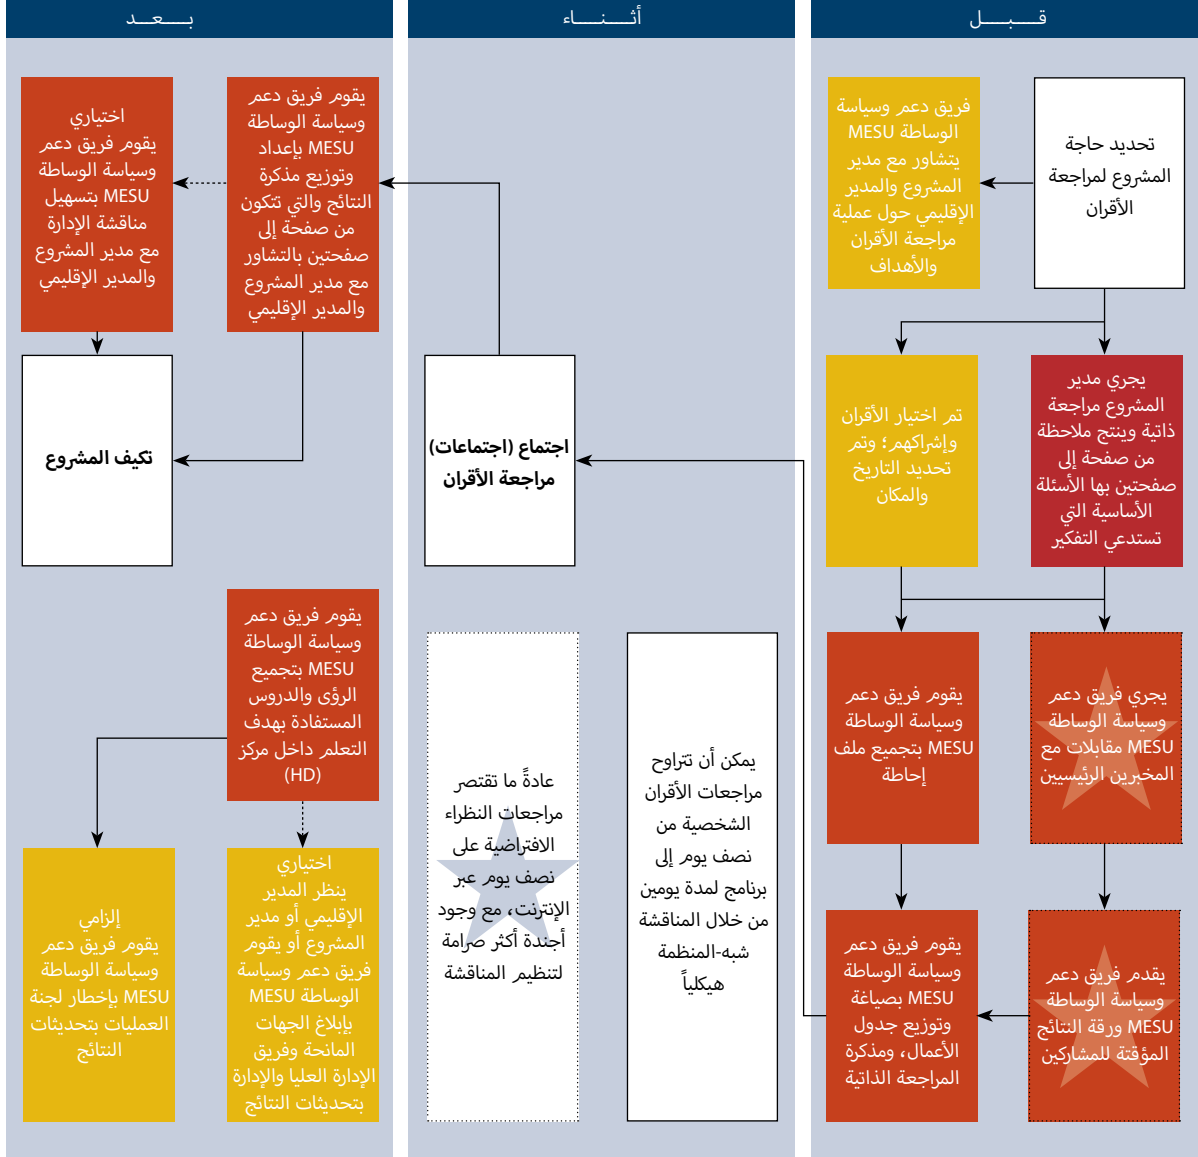 قـــبـــل
تحديد حاجة
المشروع لمراجعة
الأقران
فريق دعم وسياسة
الوساطة MESU
يتشاور مع مدير
المشروع والمدير
الإقليمي حول عملية
مراجعة الأقران
والأهداف
يجري مدير
المشروع مراجعة
ذاتية وينتج ملاحظة
من صفحة إلى
صفحتين بها الأسئلة
الأساسية التي
تستدعي التفكير
تم اختيار الأقران
وإشراكهم؛ وتم
تحديد التاريخ
والمكان
يجري فريق دعم
وسياسة الوساطة
MESU مقابلات مع
المخبرين الرئيسيين
يقوم فريق دعم
وسياسة الوساطة
MESU بتجميع ملف
إحاطة
يقدم فريق دعم
وسياسة الوساطة
MESU ورقة النتائج
المؤقتة للمشاركين
يقوم فريق دعم
وسياسة الوساطة
MESU بصياغة
وتوزيع جدول
الأعمال، ومذكرة
المراجعة الذاتية
أثـــنـــاء
اجتماع (اجتماعات)
مراجعة الأقران
يمكن أن تتراوح
مراجعات الأقران
الشخصية من
نصف يوم إلى
برنامج لمدة يومين
من خلال المناقشة
شبه-المنظمة
هيكلياً
عادةً ما تقتصر
مراجعات النظراء
الافتراضية على
نصف يوم عبر
الإنترنت، مع وجود
أجندة أكثر صرامة
لتنظيم المناقشة
بـــعـــد
يقوم فريق دعم
وسياسة الوساطة
MESU بإعداد
وتوزيع مذكرة
النتائج والتي تتكون
من صفحة إلى
صفحتين بالتشاور
مع مدير المشروع
والمدير الإقليمي
اختياري
يقوم فريق دعم
وسياسة الوساطة
MESU بتسهيل
مناقشة الإدارة
مع مدير المشروع
والمدير الإقليمي
تكيف المشروع
يقوم فريق دعم
وسياسة الوساطة
MESU بتجميع
الرؤى والدروس
المستفادة بهدف
التعلم داخل مركز
(HD)
اختياري
ينظر المدير
الإقليمي أو مدير
المشروع أو يقوم
فريق دعم وسياسة
الوساطة MESU
بإبلاغ الجهات
المانحة وفريق
الإدارة العليا والإدارة
بتحديثات النتائج
إلزامي
يقوم فريق دعم
وسياسة الوساطة
MESU بإخطار لجنة
العمليات بتحديثات
النتائج